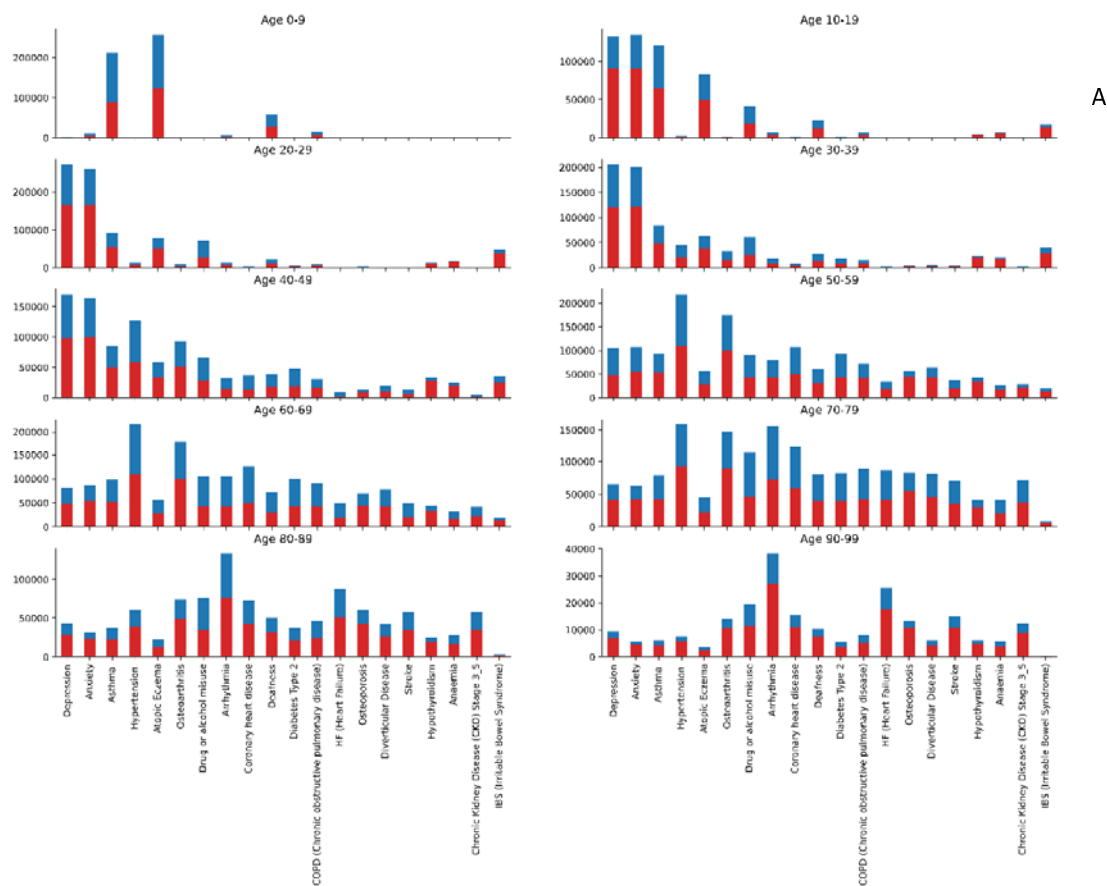 Age 0-9
200000
100000
0
Age 10-19
100000
50000
0
A
Age 20-29
200000
100000
0
Age 30-39
200000
150000
100000
50000
0
Age 40-49
150000
100000
50000
0
Age 50-59
200000
150000
100000
50000
0
Age 60-69
200000
150000
100000
50000
0
Age 70-79
150000
100000
50000
0
Age 80-89
100000
50000
0
Age 90-99
40000
30000
20000
10000
0
Depression
Anxiety
Asthma
Hypertension
Atopic Eczema
Osteoarthritis
Drug or alcohol misuse
Arrhythmia
Coronary heart disease
Deafness
Diabetes Type 2
COPD (Chronic obstructive pulmonary disease)
HF (Heart Failure)
Osteoporosis
Diverticular Disease
Stroke
Hypothyroidism
Anaemia
Chronic Kidney Disease (CKD) Stage 3_5
IBS (Irritable Bowel Syndrome)
Depression
Anxiety
Asthma
Hypertension
Atopic Eczema
Osteoarthritis
Drug or alcohol misuse
Arrhythmia
Coronary heart disease
Deafness
Diabetes Type 2
COPD (Chronic obstructive pulmonary disease)
HF (Heart Failure)
Osteoporosis
Diverticular Disease
Stroke
Hypothyroidism
Anaemia
Chronic Kidney Disease (CKD) Stage 3_5
IBS (Irritable Bowel Syndrome)